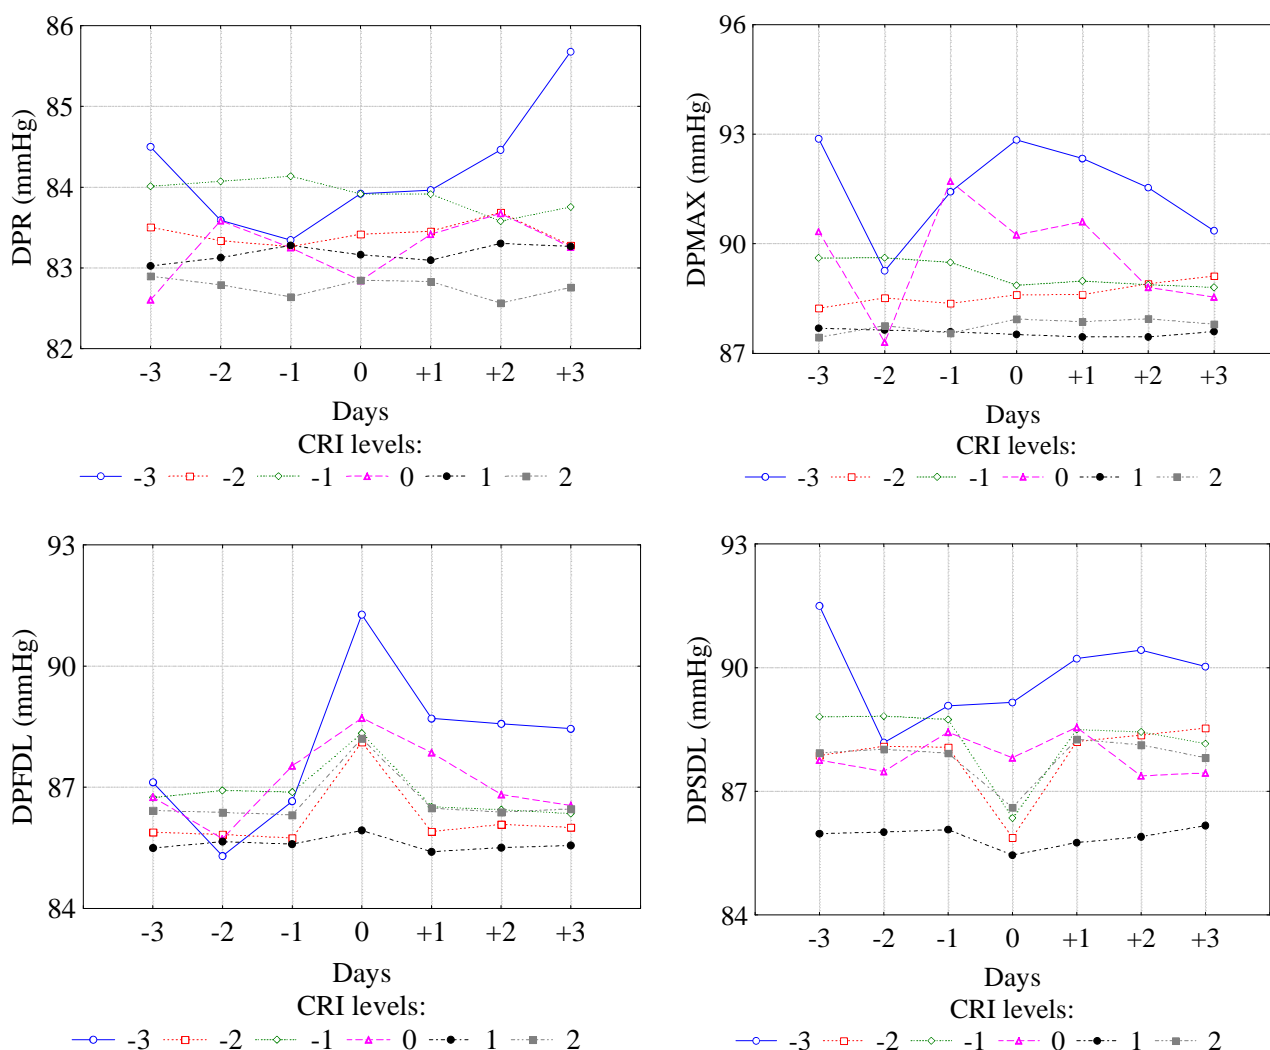 DPR (mmHg)
86
85
84
83
82
-3 -2 -1 0 +1 +2 +3
Days
CRI levels:
-3 -2 -1 0 1 2
DPMAX (mmHg)
96
93
90
87
-3 -2 -1 0 +1 +2 +3
Days
CRI levels:
-3 -2 -1 0 1 2
DPFDL (mmHg)
93
90
87
84
-3 -2 -1 0 +1 +2 +3
Days
CRI levels:
-3 -2 -1 0 1 2
DPSDL (mmHg)
93
90
87
84
-3 -2 -1 0 +1 +2 +3
Days
CRI levels:
-3 -2 -1 0 1 2